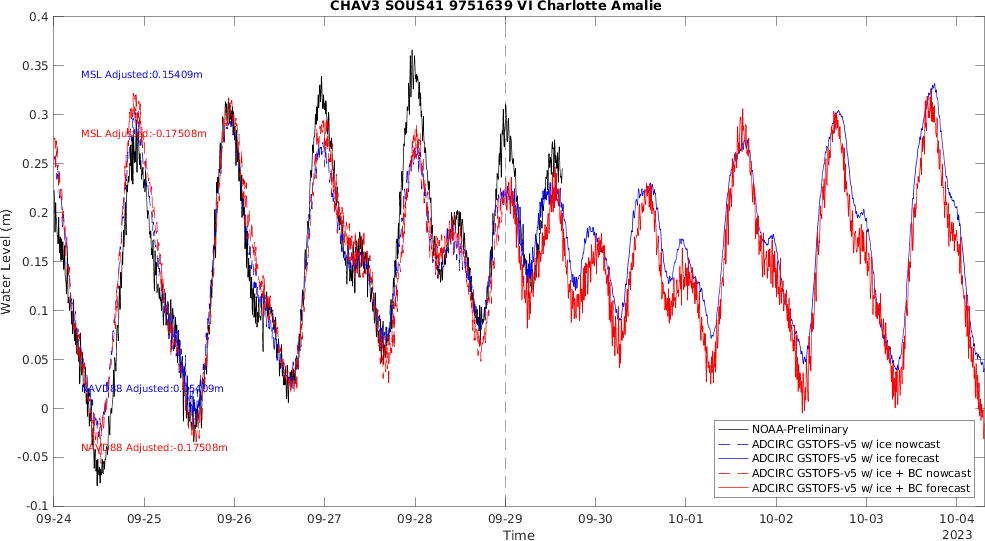 CHAV3 SOUS41 9751639 VI Charlotte Amalie
0.4
0.35
0.3
0.25
0.2
0.15
0.1
0.05
0
-0.05
-0.1
Water Level (m)
MSL Adjusted:0.15409m
MSL Adjusted:-0.17508m
NAVD88 Adjusted:0.15409m
NAVD88 Adjusted:-0.17508m
NOAA-Preliminary
ADCIRC GSTOFS-v5 w/ ice nowcast
ADCIRC GSTOFS-v5 w/ ice forecast
ADCIRC GSTOFS-v5 w/ ice + BC nowcast
ADCIRC GSTOFS-v5 w/ ice + BC forecast
09-24 09-25 09-26 09-27 09-28 09-29 09-30 10-01 10-02 10-03 10-04
Time
2023